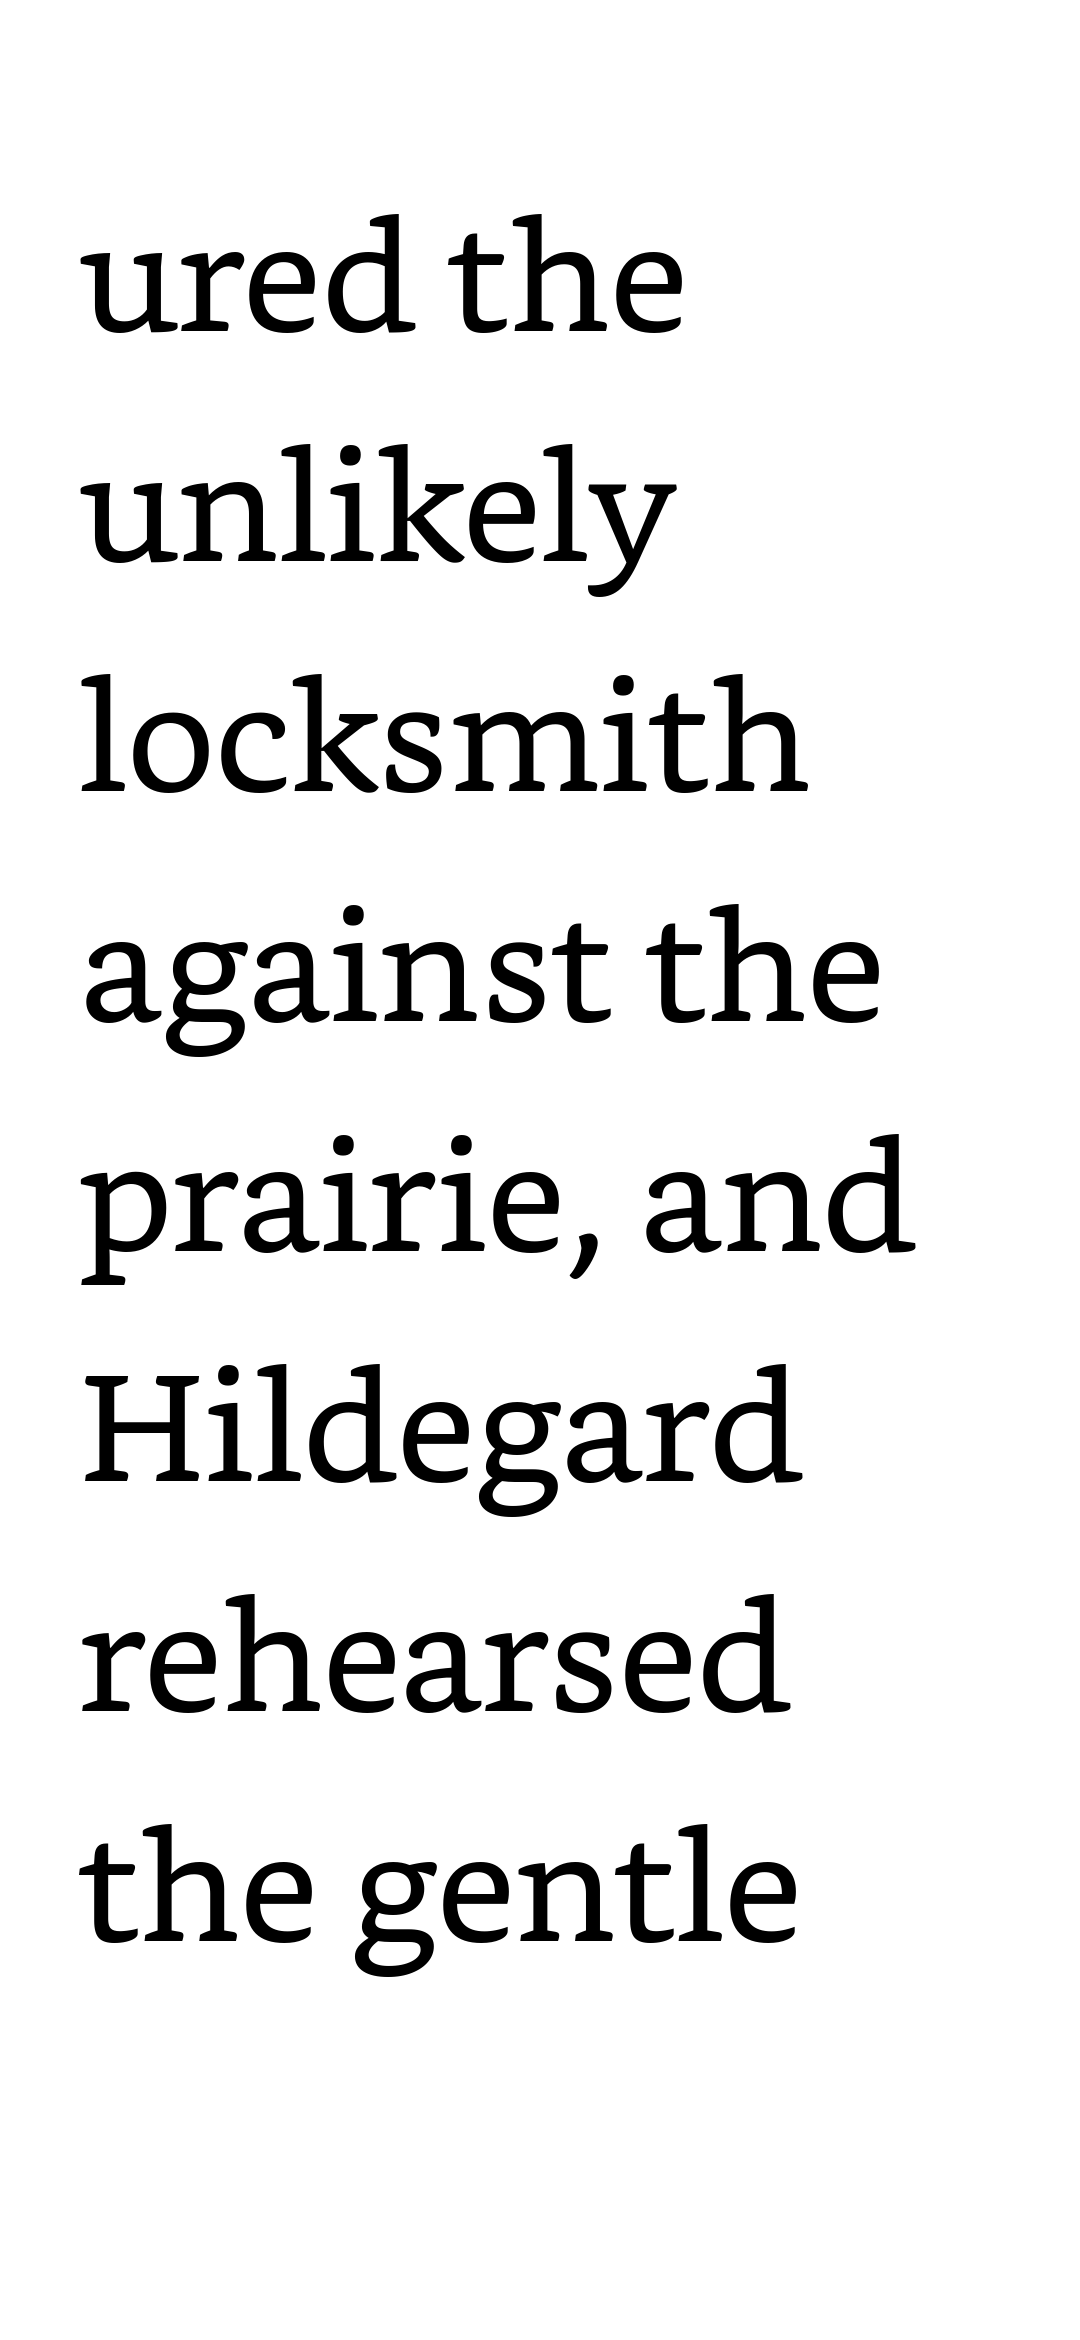 ured the
unlikely
locksmith
against the
prairie, and
Hildegard
rehearsed
the gentle